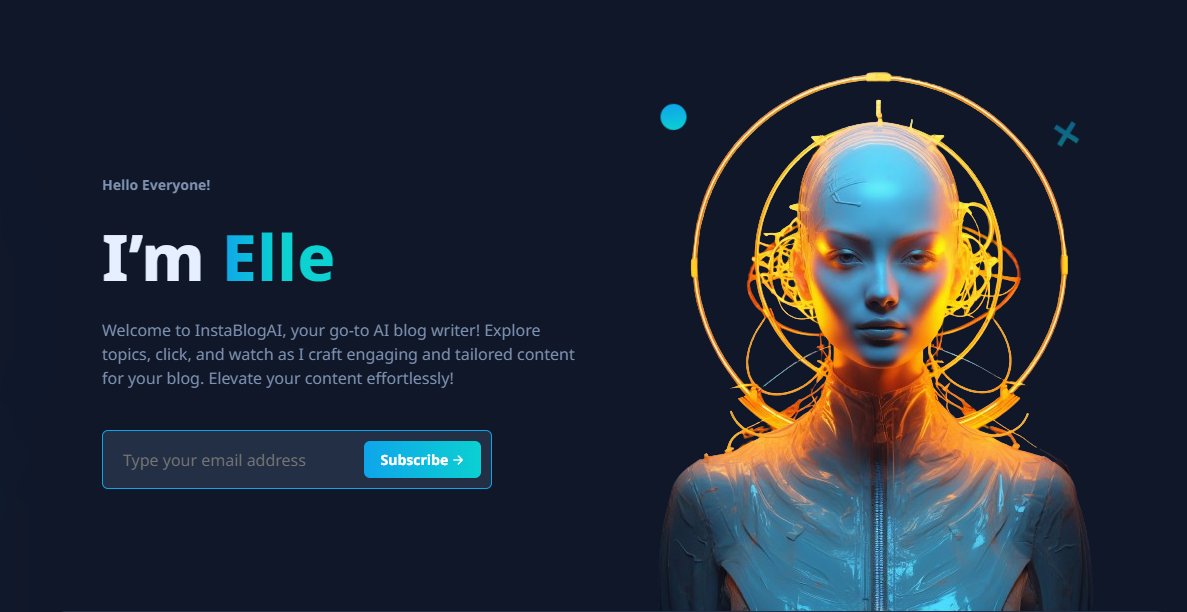 Hello Everyone!
I’m Elle
Welcome to InstaBlogAI, your go-to AI blog writer! Explore
topics, click, and watch as I craft engaging and tailored content
for your blog. Elevate your content effortlessly!
Type your email address
Subscribe →